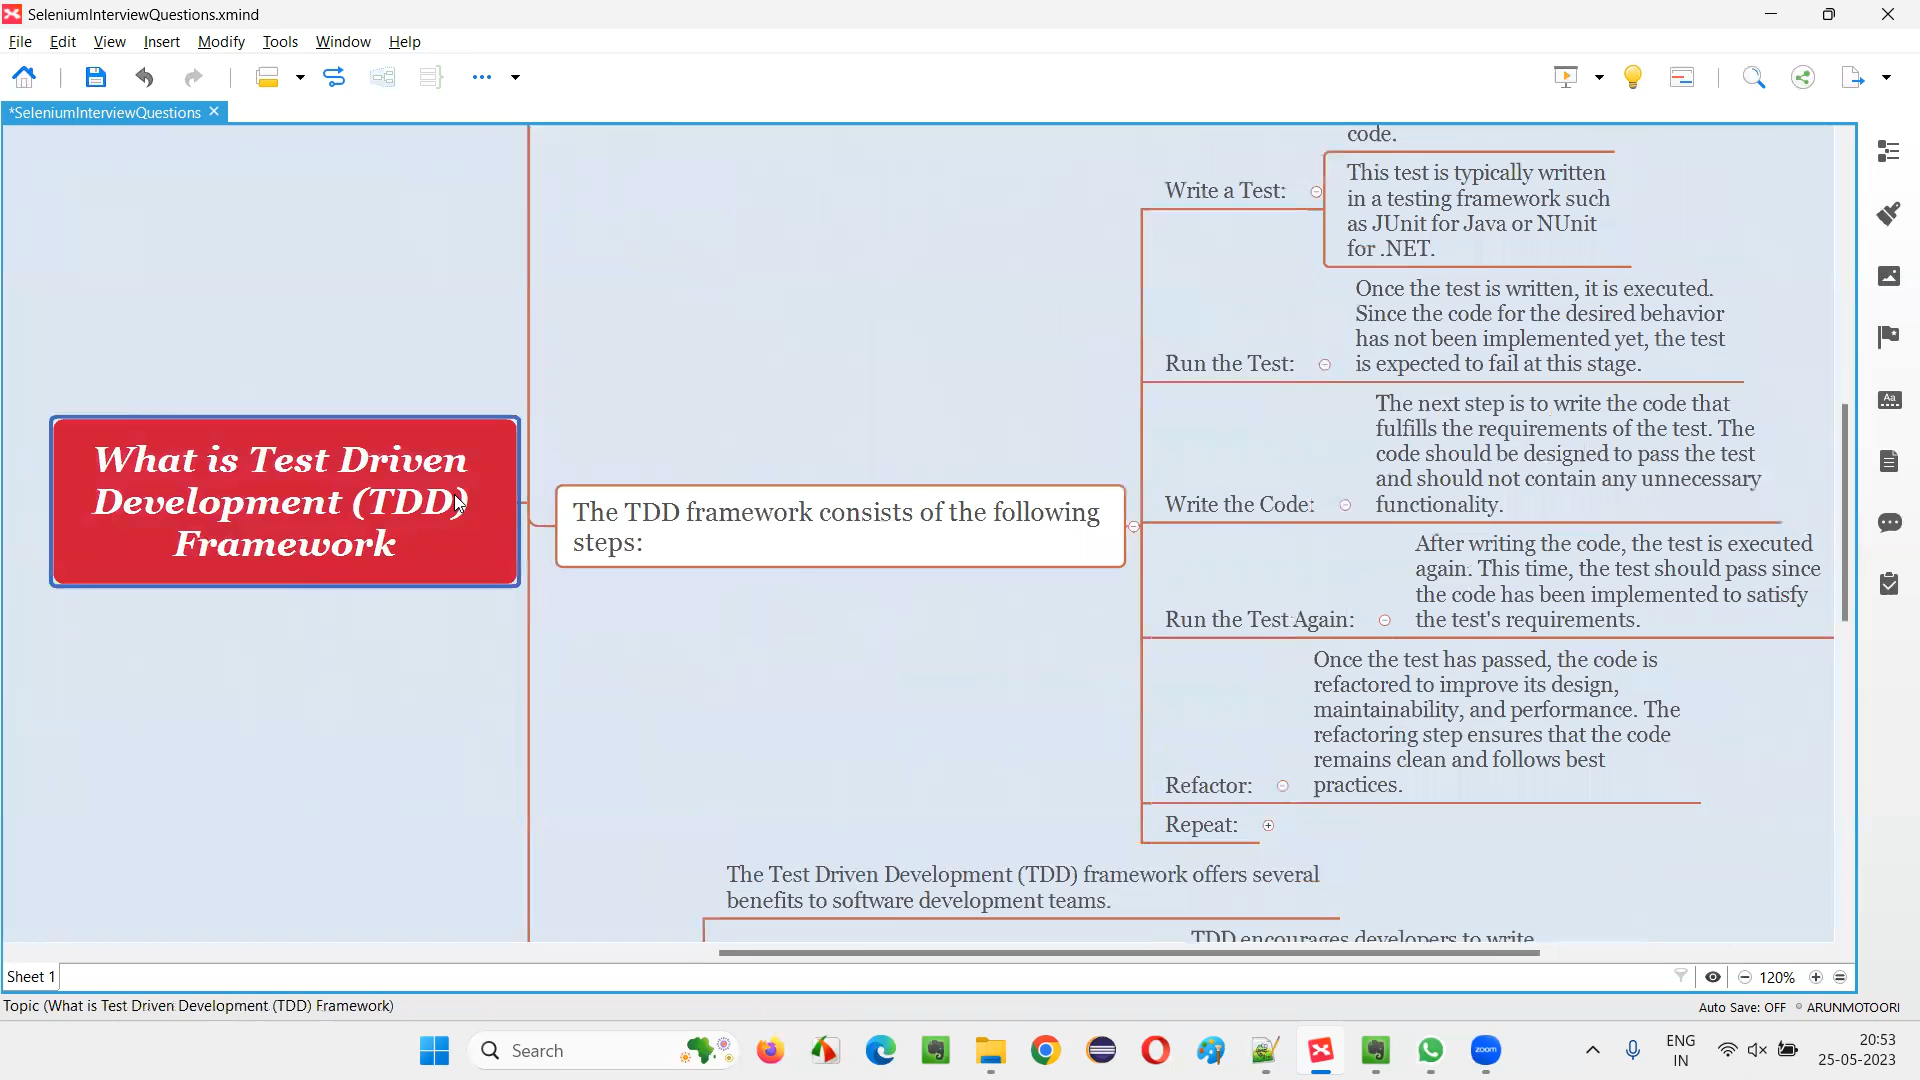 SeleniumInterviewQuestions.xmind
File Edit View Insert Modify Tools Window Help
*SeleniumInterviewQuestions
code.
Write a Test:
This test is typically written
in a testing framework such
as JUnit for Java or NUnit
for .NET.
Run the Test:
Once the test is written, it is executed.
Since the code for the desired behavior
has not been implemented yet, the test
is expected to fail at this stage.
What is Test Driven
Development (TDD)
Framework
The TDD framework consists of the following
steps:
Write the Code:
The next step is to write the code that
fulfills the requirements of the test. The
code should be designed to pass the test
and should not contain any unnecessary
functionality.
Run the Test Again:
After writing the code, the test is executed
again. This time, the test should pass since
the code has been implemented to satisfy
the test's requirements.
Refactor:
Once the test has passed, the code is
refactored to improve its design,
maintainability, and performance. The
refactoring step ensures that the code
remains clean and follows best
practices.
Repeat:
The Test Driven Development (TDD) framework offers several
benefits to software development teams.
TDD encourages developers to write
Sheet 1
120%
Topic (What is Test Driven Development (TDD) Framework)
Auto Save: OFF
ARUNMOTOORI
Search
zoom
ENG
IN
20:53
25-05-2023
Aa